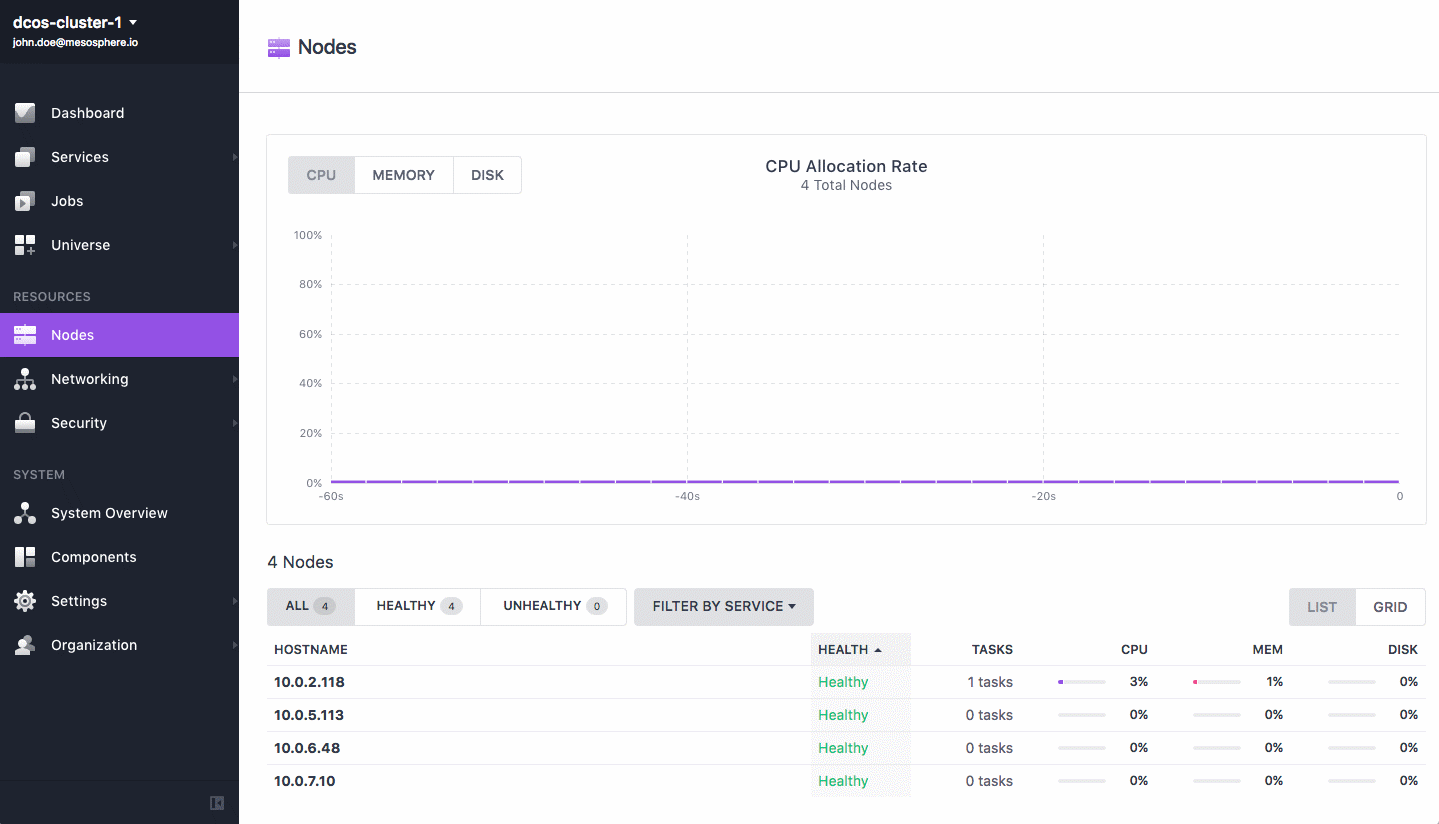 dcos-cluster-1
john.doe@mesosphere.io
Dashboard
Services
Jobs
Universe
RESOURCES
Nodes
Networking
Security
SYSTEM
System Overview
Components
Settings
Organization
Nodes
CPU MEMORY DISK
CPU Allocation Rate
4 Total Nodes
100%
80%
60%
40%
20%
0%
-60s -40s -20s 0
4 Nodes
ALL 4 HEALTHY 4 UNHEALTHY 0 FILTER BY SERVICE LIST GRID
HOSTNAME HEALTH TASKS CPU MEM DISK
10.0.2.118 Healthy 1 tasks 3% 1% 0%
10.0.5.113 Healthy 0 tasks 0% 0% 0%
10.0.6.48 Healthy 0 tasks 0% 0% 0%
10.0.7.10 Healthy 0 tasks 0% 0% 0%